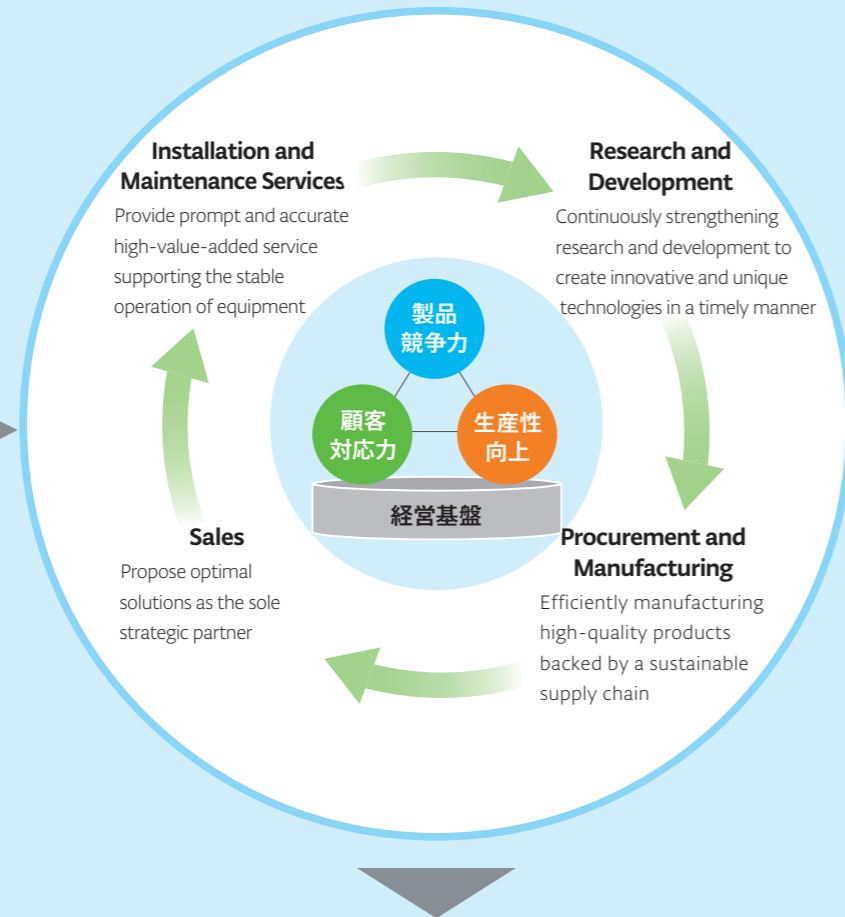 Installation and
Maintenance Services
Provide prompt and accurate
high-value-added service
supporting the stable
operation of equipment
Research and
Development
Continuously strengthening
research and development to
create innovative and unique
technologies in a timely manner
製品
競争力
顧客
対応力
生産性
向上
経営基盤
Sales
Propose optimal
solutions as the sole
strategic partner
Procurement and
Manufacturing
Efficiently manufacturing
high-quality products
backed by a sustainable
supply chain